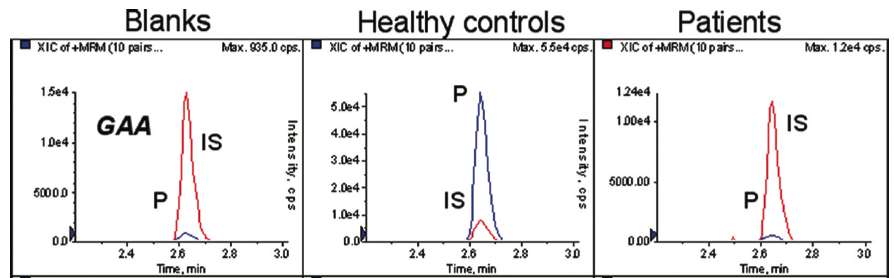 Blanks
XIC of +MRM (10 pairs... Max. 935.0 cps.
1.5e4
1.0e4
5000.0
0.0
GAA
IS
P
Intensity, cps
2.4 2.6 2.8 3.0
Time, min
Healthy controls
XIC of +MRM (10 pairs... Max. 5.5e4 cps.
5.0e4
4.0e4
3.0e4
2.0e4
1.0e4
0.0
P
IS
Intensity, cps
2.4 2.6 2.8 3.0
Time, min
Patients
XIC of +MRM (10 pairs... Max. 1.2e4 cps.
1.24e4
1.00e4
5000.00
0.00
IS
P
Intensity, cps
2.4 2.6 2.8 3.0
Time, min